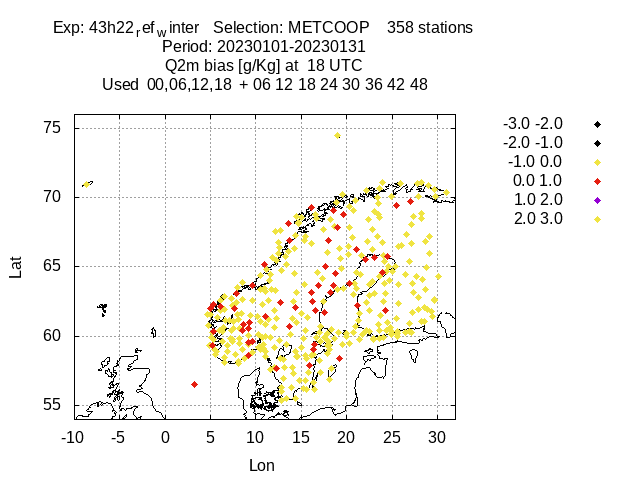 Exp: 43h22ref winter   Selection: METCOOP    358 stations
Period: 20230101-20230131
Q2m bias [g/Kg] at  18 UTC
Used  00,06,12,18  + 06 12 18 24 30 36 42 48
-3.0 -2.0
-2.0 -1.0
-1.0 0.0
0.0 1.0
1.0 2.0
2.0 3.0
75
70
65
60
55
Lat
-10 -5 0 5 10 15 20 25 30
Lon